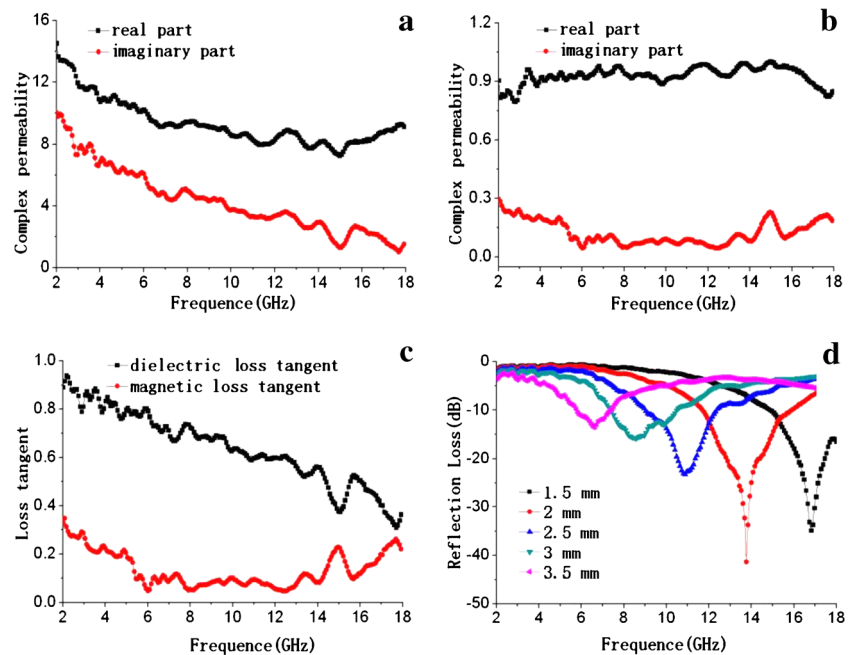 a
16
12
8
4
0
Complex permeability
real part
imaginary part
2 4 6 8 10 12 14 16 18
Frequence(GHz)
b
1.2
0.9
0.6
0.3
0.0
Complex permeability
real part
imaginary part
2 4 6 8 10 12 14 16 18
Frequence(GHz)
c
1.0
0.8
0.6
0.4
0.2
0.0
Loss tangent
dielectric loss tangent
magnetic loss tangent
2 4 6 8 10 12 14 16 18
Frequence(GHz)
d
0
-10
-20
-30
-40
-50
Reflection Loss(dB)
1.5 mm
2 mm
2.5 mm
3 mm
3.5 mm
2 4 6 8 10 12 14 16 18
Frequence(GHz)